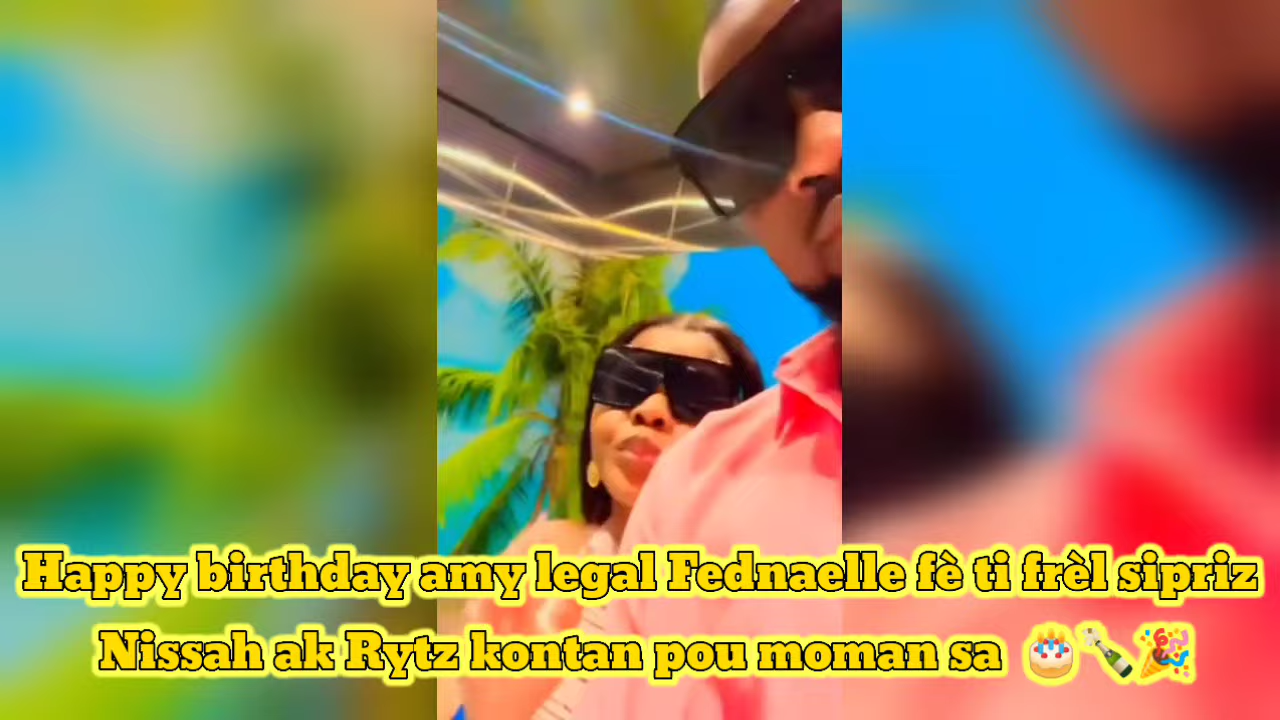 Happy birthday amy legal Fednaelle fè ti frèl sipriz
Nissah ak Rytz kontan pou moman sa 🎂🍾🎉